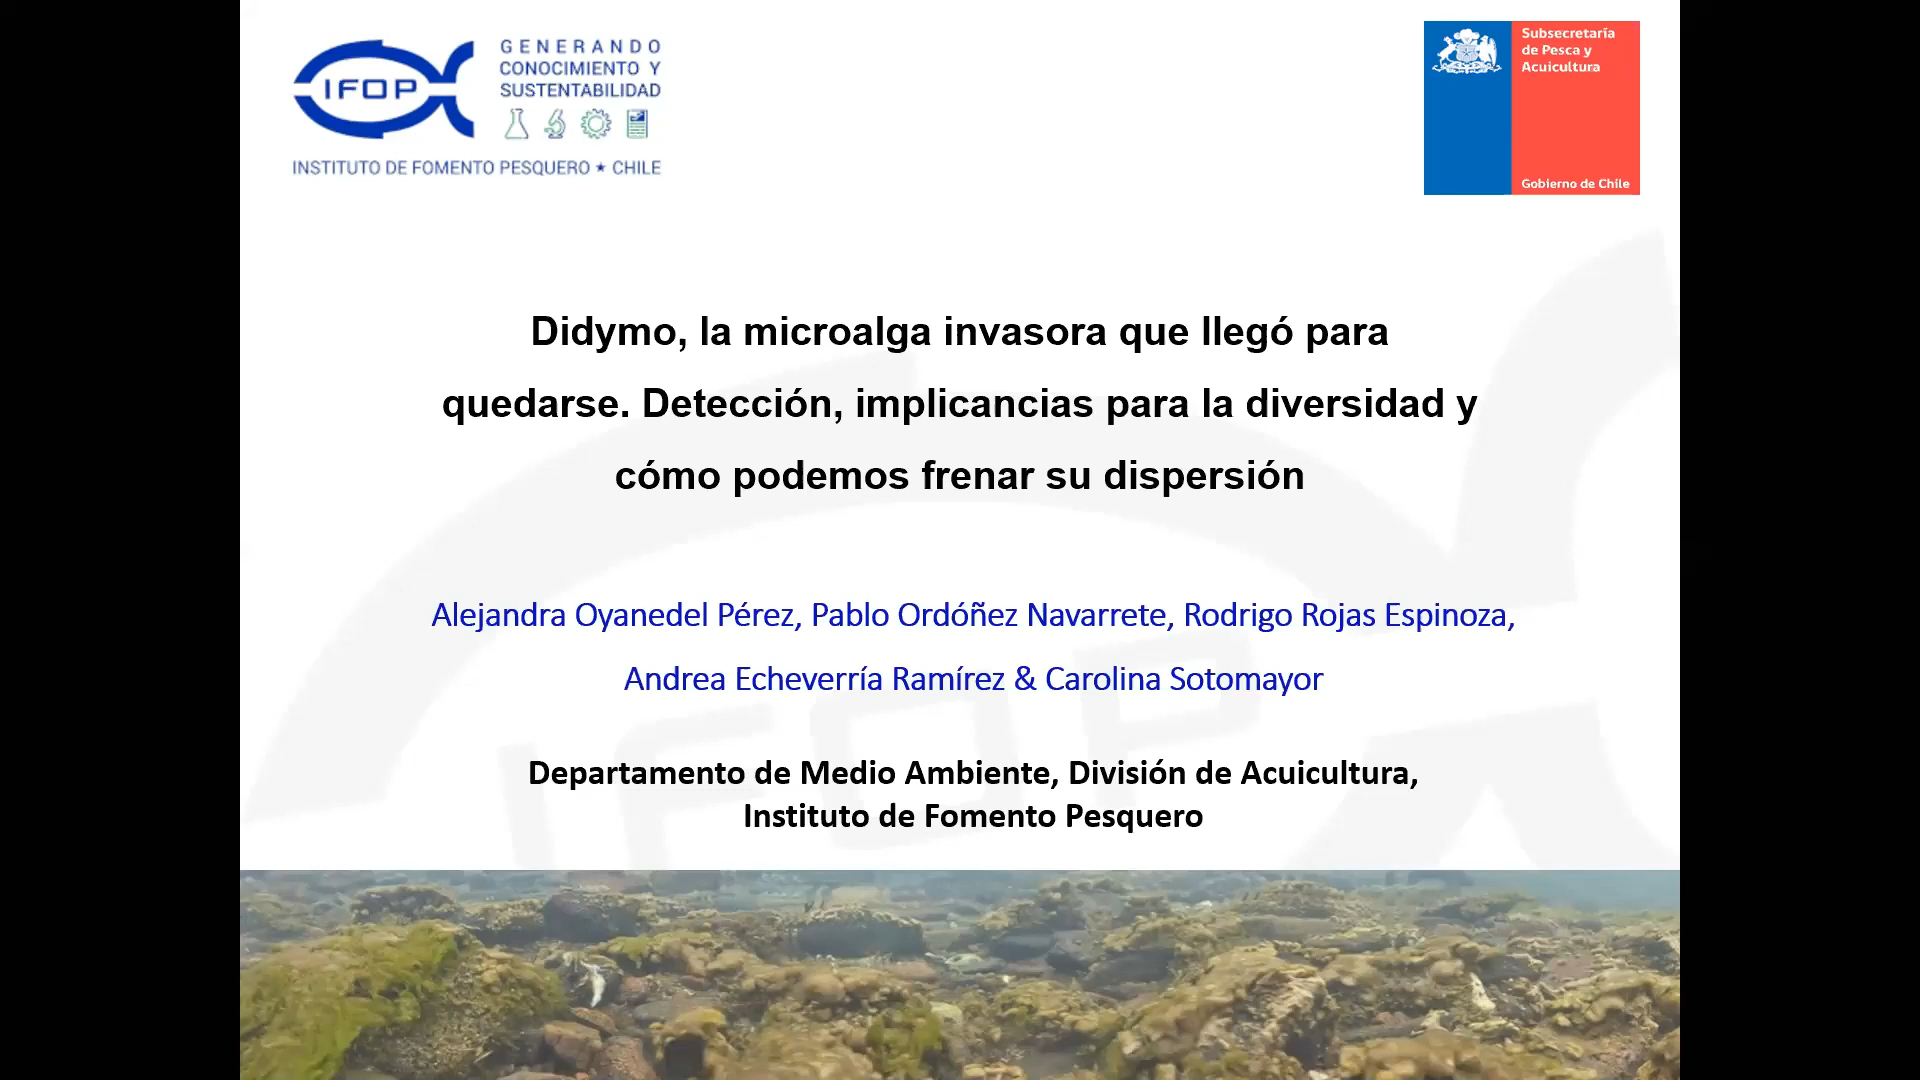 IFOP
GENERANDO
CONOCIMIENTO Y
SUSTENTABILIDAD
INSTITUTO DE FOMENTO PESQUERO ★ CHILE
Subsecretaría
de Pesca y
Acuicultura
Gobierno de Chile
Didymo, la microalga invasora que llegó para
quedarse. Detección, implicancias para la diversidad y
cómo podemos frenar su dispersión
Alejandra Oyanedel Pérez, Pablo Ordóñez Navarrete, Rodrigo Rojas Espinoza,
Andrea Echeverría Ramírez & Carolina Sotomayor
IFOP
Departamento de Medio Ambiente, División de Acuicultura,
Instituto de Fomento Pesquero